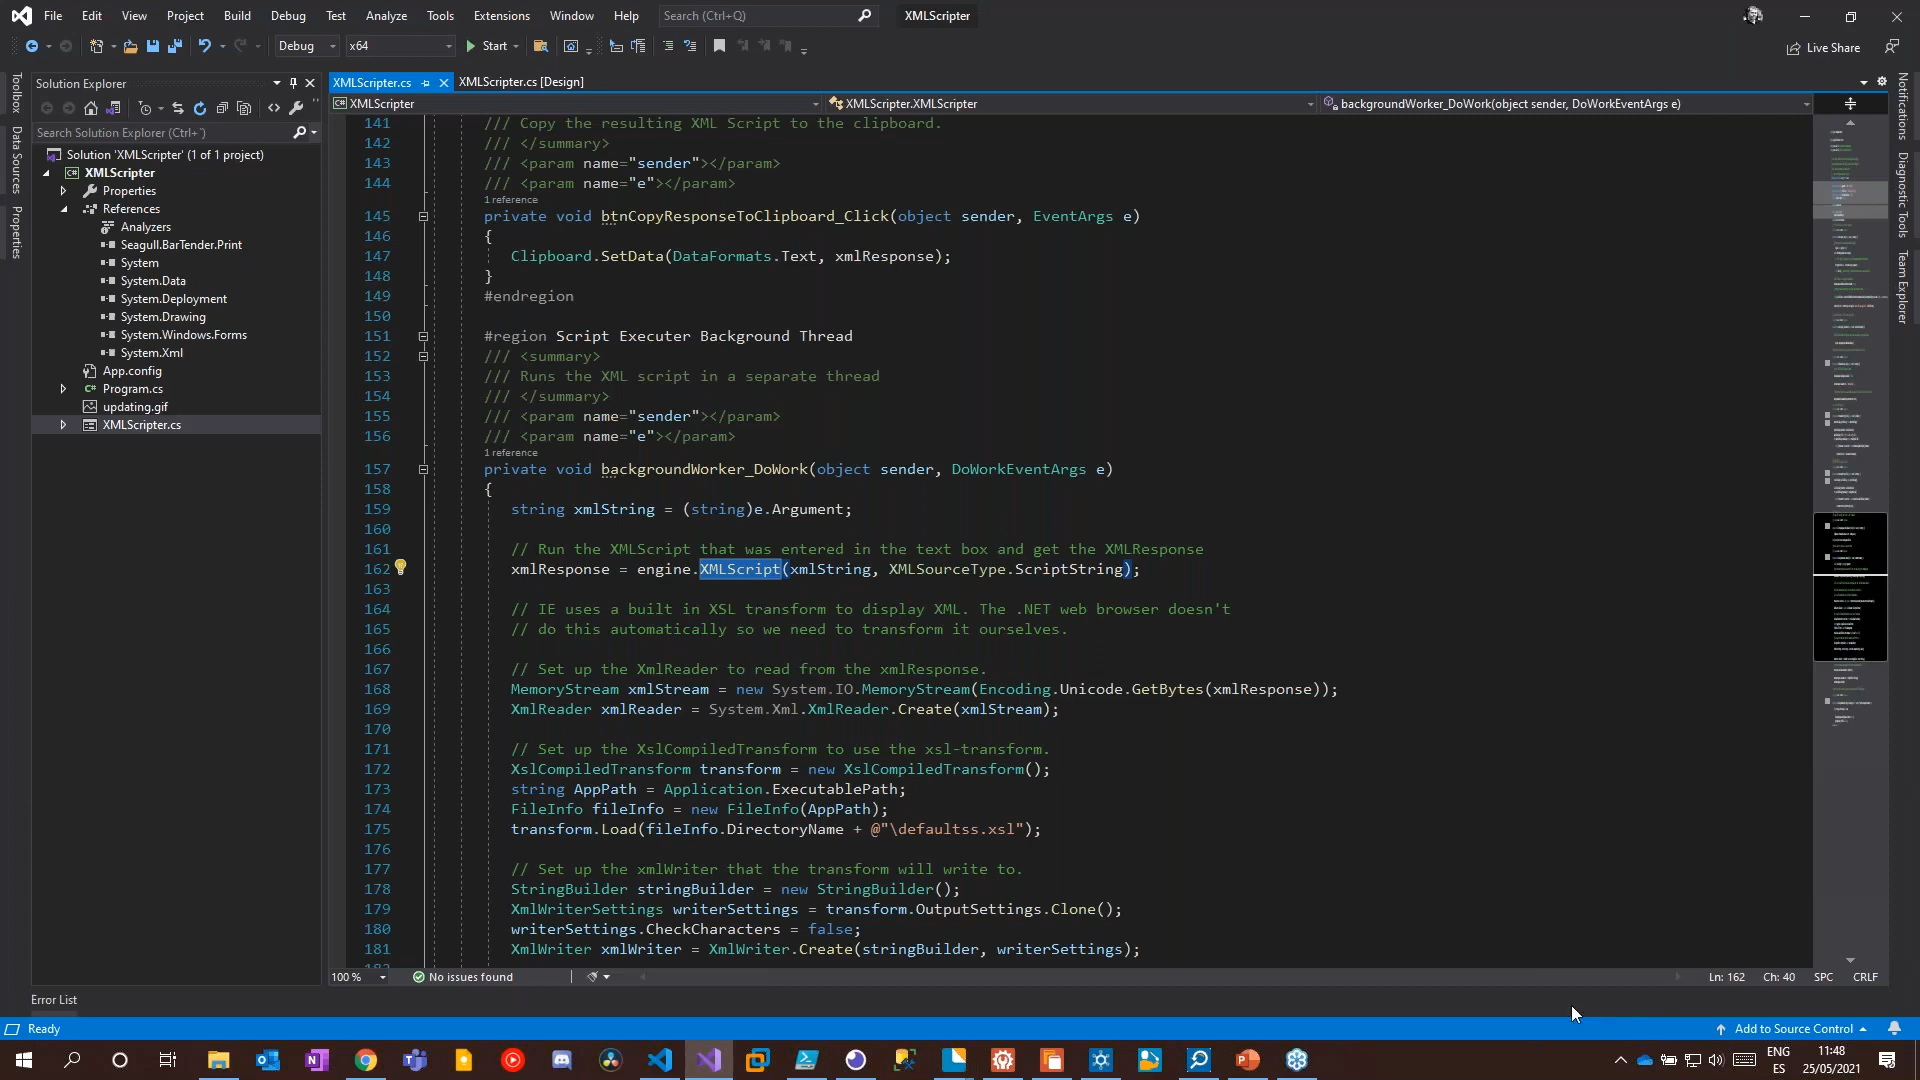 File Edit View Git Project Build Debug Test Analyze Tools Extensions Window Help Search (Ctrl+Q) XMLScripter
Debug x64 Start Live Share
Solution Explorer
Search Solution Explorer (Ctrl+')
Solution 'XMLScripter' (1 of 1 project)
XMLScripter
Properties
References
Analyzers
Seagull.BarTender.Print
System
System.Data
System.Deployment
System.Drawing
System.Windows.Forms
System.Xml
App.config
Program.cs
updating.gif
XMLScripter.cs
Toolbox
Data Sources
Properties
XMLScripter.cs XMLScripter.cs [Design]
XMLScripter XMLScripter.XMLScripter backgroundWorker_DoWork(object sender, DoWorkEventArgs e)
141 /// Copy the resulting XML Script to the clipboard.
142 /// </summary>
143 /// <param name="sender"></param>
144 /// <param name="e"></param>
1 reference
145 private void btnCopyResponseToClipboard_Click(object sender, EventArgs e)
146 {
147 Clipboard.SetData(DataFormats.Text, xmlResponse);
148 }
149 #endregion
150
151 #region Script Executer Background Thread
152 /// <summary>
153 /// Runs the XML script in a separate thread
154 /// </summary>
155 /// <param name="sender"></param>
156 /// <param name="e"></param>
1 reference
157 private void backgroundWorker_DoWork(object sender, DoWorkEventArgs e)
158 {
159 string xmlString = (string)e.Argument;
160
161 // Run the XMLScript that was entered in the text box and get the XMLResponse
162 xmlResponse = engine.XMLScript(xmlString, XMLSourceType.ScriptString);
163
164 // IE uses a built in XSL transform to display XML. The .NET web browser doesn't
165 // do this automatically so we need to transform it ourselves.
166
167 // Set up the XmlReader to read from the xmlResponse.
168 MemoryStream xmlStream = new System.IO.MemoryStream(Encoding.Unicode.GetBytes(xmlResponse));
169 XmlReader xmlReader = System.Xml.XmlReader.Create(xmlStream);
170
171 // Set up the XslCompiledTransform to use the xsl-transform.
172 XslCompiledTransform transform = new XslCompiledTransform();
173 string AppPath = Application.ExecutablePath;
174 FileInfo fileInfo = new FileInfo(AppPath);
175 transform.Load(fileInfo.DirectoryName + @"\defaultss.xsl");
176
177 // Set up the xmlWriter that the transform will write to.
178 StringBuilder stringBuilder = new StringBuilder();
179 XmlWriterSettings writerSettings = transform.OutputSettings.Clone();
180 writerSettings.CheckCharacters = false;
181 XmlWriter xmlWriter = XmlWriter.Create(stringBuilder, writerSettings);
Notifications
Diagnostic Tools
Team Explorer
100 % No issues found Ln: 162 Ch: 40 SPC CRLF
Error List
Ready Add to Source Control
ENG 11:48
ES 25/05/2021